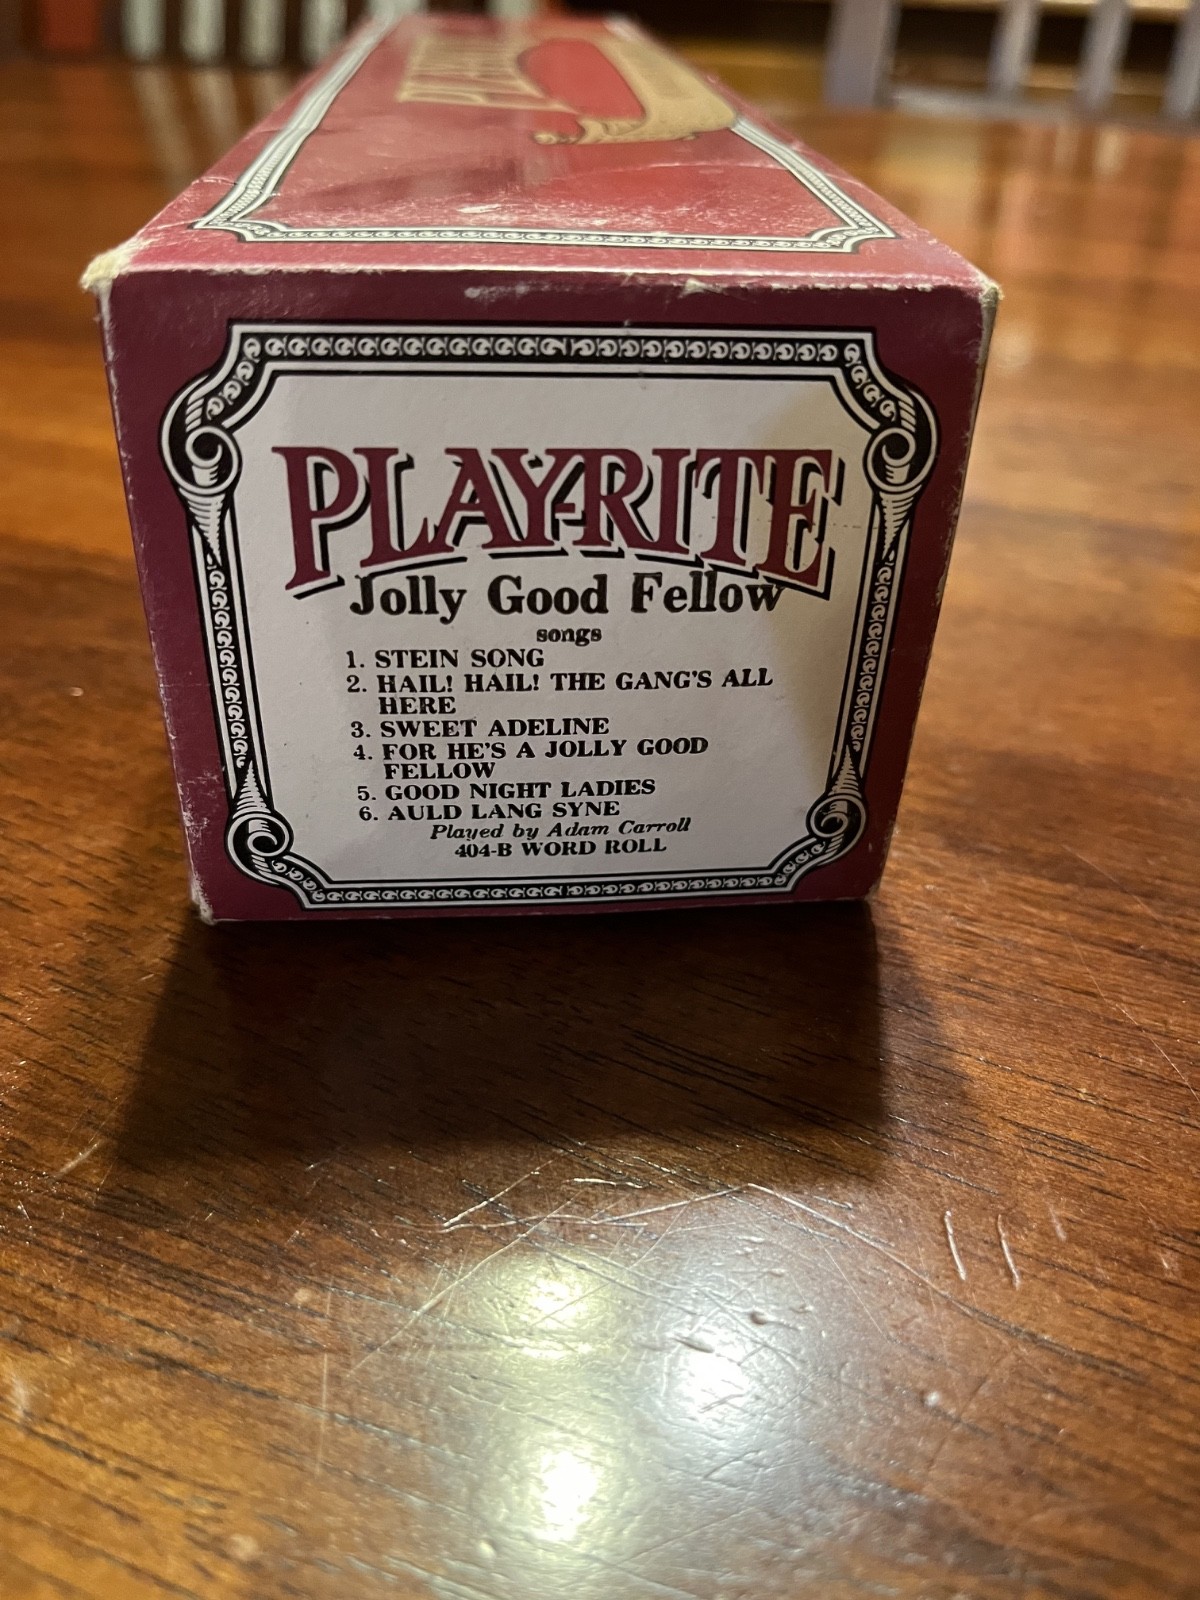 PLAY-RITE
Jolly Good Fellow
songs
1. STEIN SONG
2. HAIL! HAIL! THE GANG'S ALL
HERE
3. SWEET ADELINE
4. FOR HE'S A JOLLY GOOD
FELLOW
5. GOOD NIGHT LADIES
6. AULD LANG SYNE
Played by Adam Carroll
404-B WORD ROLL